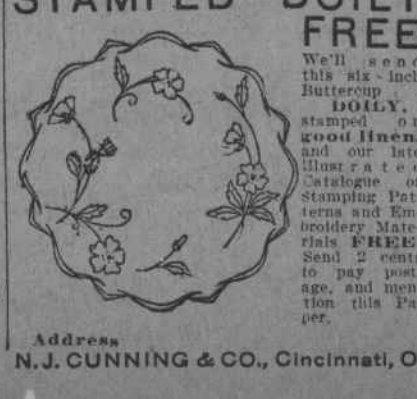 STAMPED DOILY
FREE
We'll send
this six-inch
Buttercup
DOILY,
stamped on
good linen,
and our late
Illustrated
Catalogue of
Stamping Pat
terns and Em
broidery Mate
rials FREE
Send 2 cents
to pay post
age, and men
tion this Pa
per.
Address
N.J. CUNNING & CO., Cincinnati, O